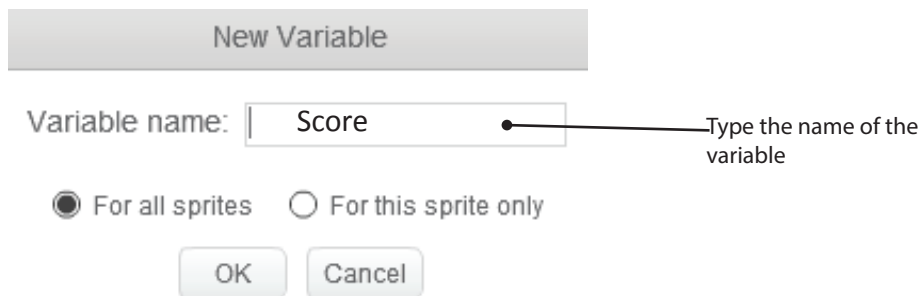 New Variable
Variable name: Score
Type the name of the
variable
For all sprites For this sprite only
OK Cancel